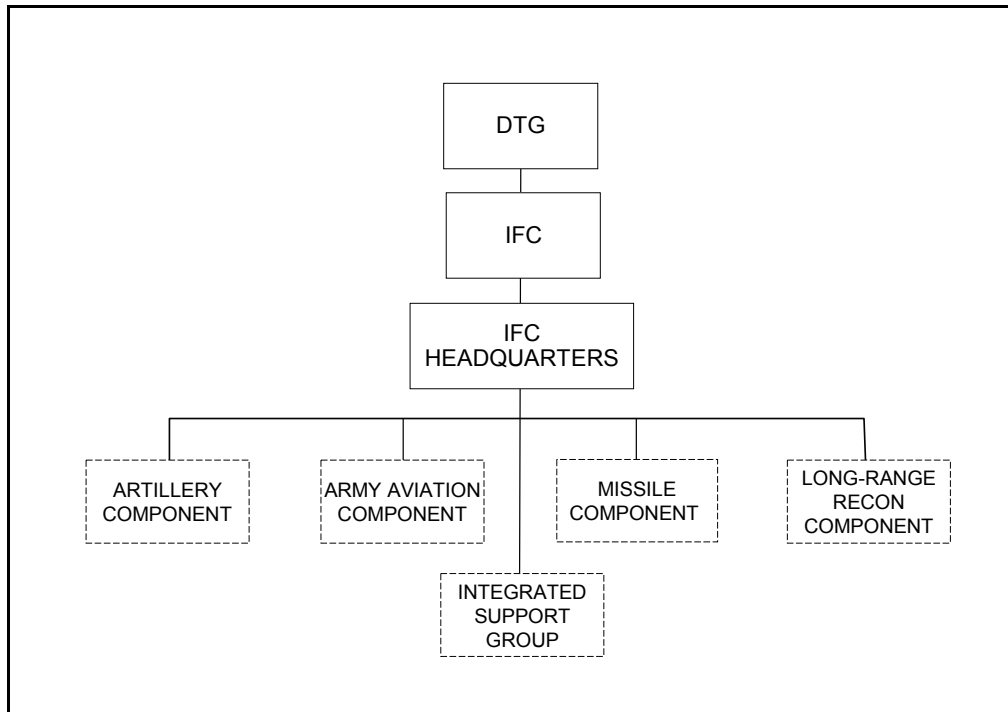 DTG
IFC
IFC
HEADQUARTERS
ARTILLERY
COMPONENT
ARMY AVIATION
COMPONENT
MISSILE
COMPONENT
LONG-RANGE
RECON
COMPONENT
INTEGRATED
SUPPORT
GROUP